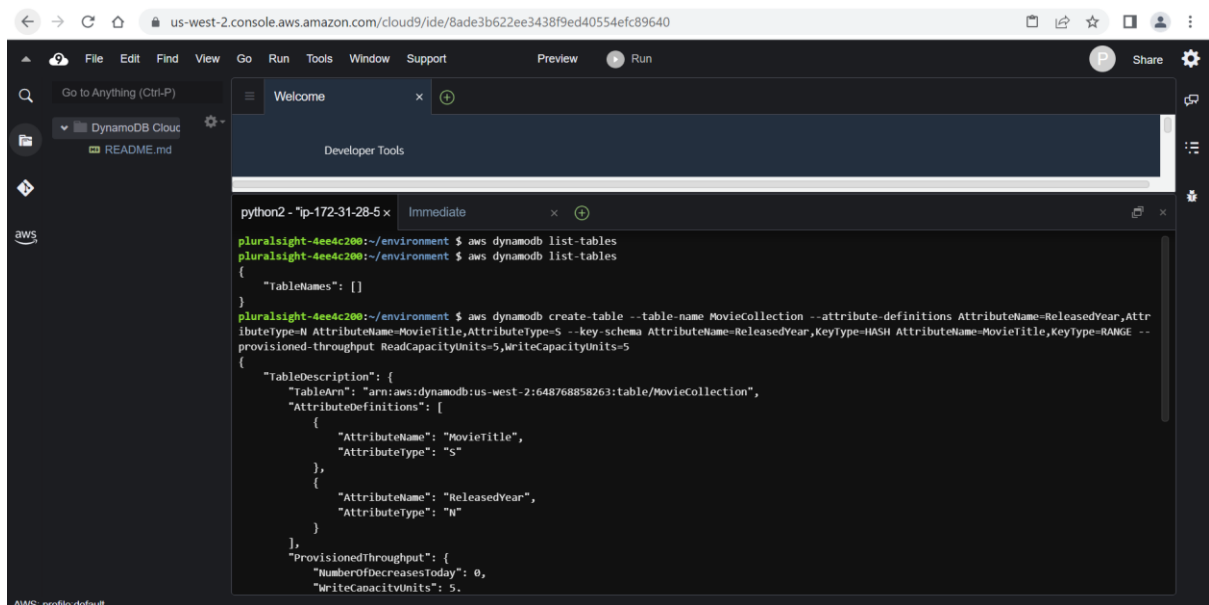 us-west-2.console.aws.amazon.com/cloud9/ide/8ade3b622ee3438f9ed40554efc89640
File Edit Find View Go Run Tools Window Support Preview Run P Share
Go to Anything (Ctrl-P)
Welcome
DynamoDB Clouc
README.md
Developer Tools
aws
python2 - "ip-172-31-28-5 × Immediate
pluralsight-4ee4c200:~/environment $ aws dynamodb list-tables
pluralsight-4ee4c200:~/environment $ aws dynamodb list-tables
{
    "TableNames": []
}
pluralsight-4ee4c200:~/environment $ aws dynamodb create-table --table-name MovieCollection --attribute-definitions AttributeName=ReleasedYear,Attr
ibuteType=N AttributeName=MovieTitle,AttributeType=S --key-schema AttributeName=ReleasedYear,KeyType=HASH AttributeName=MovieTitle,KeyType=RANGE --
provisioned-throughput ReadCapacityUnits=5,WriteCapacityUnits=5
{
    "TableDescription": {
        "TableArn": "arn:aws:dynamodb:us-west-2:648768858263:table/MovieCollection",
        "AttributeDefinitions": [
            {
                "AttributeName": "MovieTitle",
                "AttributeType": "S"
            },
            {
                "AttributeName": "ReleasedYear",
                "AttributeType": "N"
            }
        ],
        "ProvisionedThroughput": {
            "NumberOfDecreasesToday": 0,
            "WriteCapacityUnits": 5,
AWS: profile:default